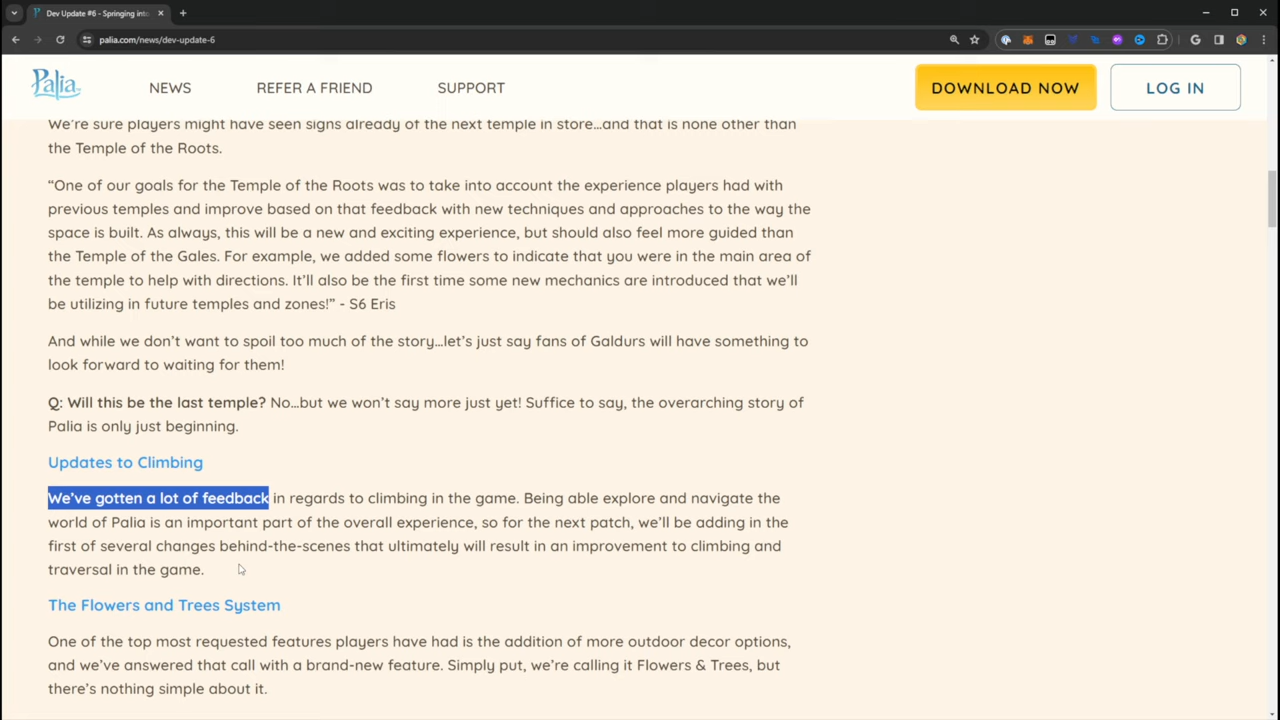 Dev Update #6 - Springing into
palia.com/news/dev-update-6
Palia
NEWS
REFER A FRIEND
SUPPORT
DOWNLOAD NOW
LOG IN
We’re sure players might have seen signs already of the next temple in store…and that is none other than
the Temple of the Roots.
“One of our goals for the Temple of the Roots was to take into account the experience players had with
previous temples and improve based on that feedback with new techniques and approaches to the way the
space is built. As always, this will be a new and exciting experience, but should also feel more guided than
the Temple of the Gales. For example, we added some flowers to indicate that you were in the main area of
the temple to help with directions. It’ll also be the first time some new mechanics are introduced that we’ll
be utilizing in future temples and zones!” - S6 Eris
And while we don’t want to spoil too much of the story…let’s just say fans of Galdurs will have something to
look forward to waiting for them!
Q: Will this be the last temple? No…but we won’t say more just yet! Suffice to say, the overarching story of
Palia is only just beginning.
Updates to Climbing
We’ve gotten a lot of feedback in regards to climbing in the game. Being able explore and navigate the
world of Palia is an important part of the overall experience, so for the next patch, we’ll be adding in the
first of several changes behind-the-scenes that ultimately will result in an improvement to climbing and
traversal in the game.
The Flowers and Trees System
One of the top most requested features players have had is the addition of more outdoor decor options,
and we’ve answered that call with a brand-new feature. Simply put, we’re calling it Flowers & Trees, but
there’s nothing simple about it.